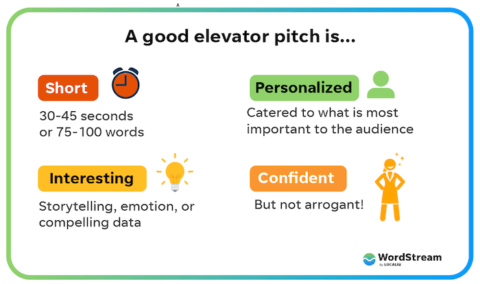 A good elevator pitch is...
Short
30-45 seconds
or 75-100 words
Personalized
Catered to what is most
important to the audience
Interesting
Storytelling, emotion, or
compelling data
Confident
But not arrogant!
WordStream
by LOCALiQ